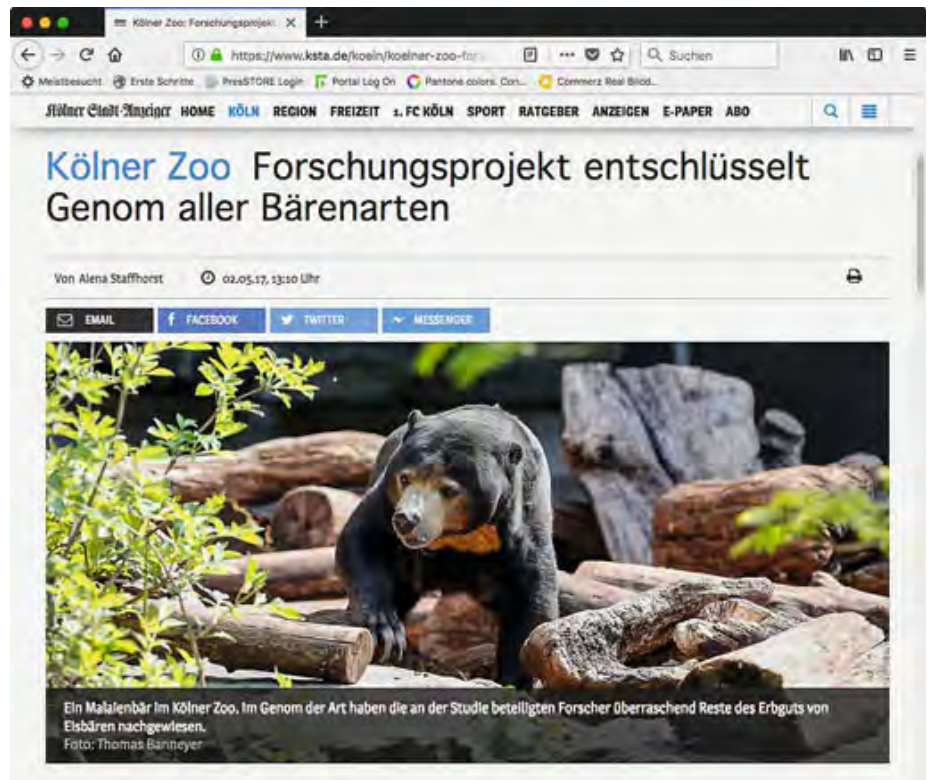 Kölner Zoo: Forschungsprojek
https://www.ksta.de/koeln/koelner-zoo-for
Suchen
Meistbesucht Erste Schritte PresSTORE Login Portal Log On Pantone colors. Con... Commerz Real Bilod...
Kölner Stadt-Anzeiger HOME KÖLN REGION FREIZEIT 1. FC KÖLN SPORT RATGEBER ANZEIGEN E-PAPER ABO
Kölner Zoo Forschungsprojekt entschlüsselt
Genom aller Bärenarten
Von Alena Staffhorst 02.05.17, 13:10 Uhr
EMAIL FACEBOOK TWITTER MESSENGER
Ein Malaienbär im Kölner Zoo. Im Genom der Art haben die an der Studie beteiligten Forscher überraschend Reste des Erbguts von
Eisbären nachgewiesen.
Foto: Thomas Banneyer